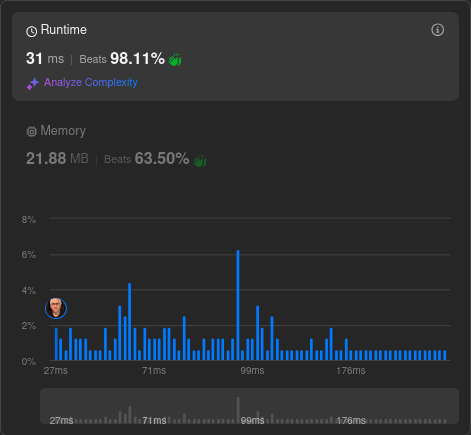 Runtime
31 ms | Beats 98.11%
Analyze Complexity
Memory
21.88 MB | Beats 63.50%
8%
6%
4%
2%
0%
27ms 71ms 99ms 176ms
27ms 71ms 99ms 176ms